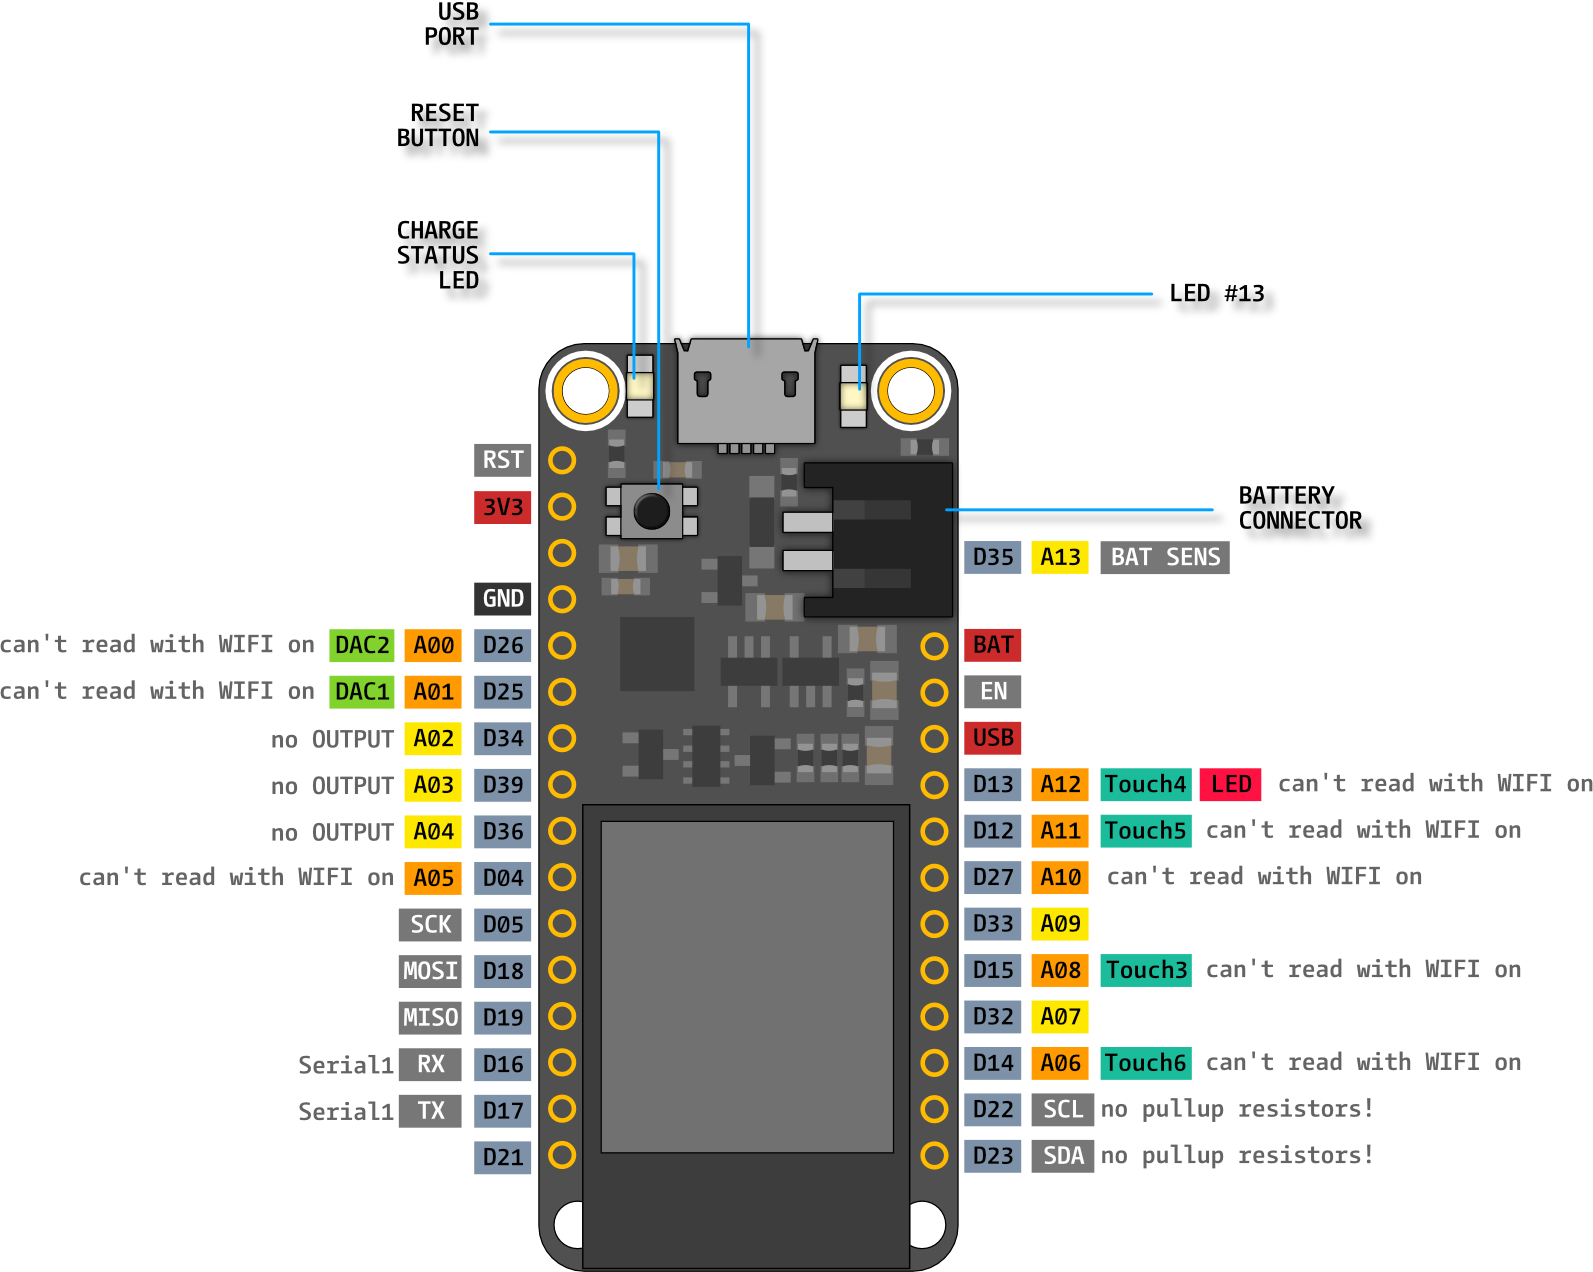 USB
PORT
RESET
BUTTON
CHARGE
STATUS
LED
LED #13
BATTERY
CONNECTOR
RST
3V3
GND
can't read with WIFI on DAC2 A00 D26
can't read with WIFI on DAC1 A01 D25
no OUTPUT A02 D34
no OUTPUT A03 D39
no OUTPUT A04 D36
can't read with WIFI on A05 D04
SCK D05
MOSI D18
MISO D19
Serial1 RX D16
Serial1 TX D17
D21
D35 A13 BAT SENS
BAT
EN
USB
D13 A12 Touch4 LED can't read with WIFI on
D12 A11 Touch5 can't read with WIFI on
D27 A10 can't read with WIFI on
D33 A09
D15 A08 Touch3 can't read with WIFI on
D32 A07
D14 A06 Touch6 can't read with WIFI on
D22 SCL no pullup resistors!
D23 SDA no pullup resistors!